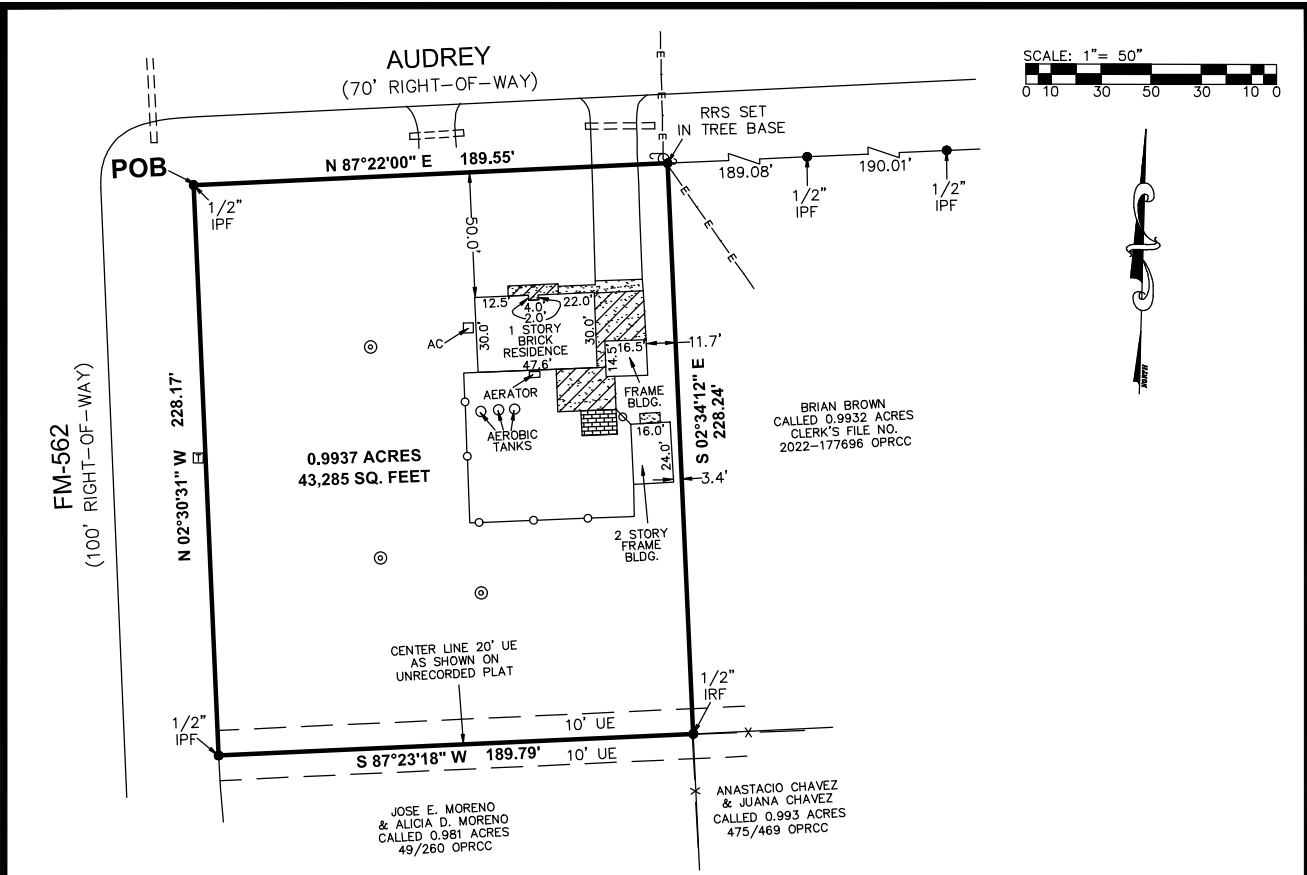 AUDREY
(70' RIGHT-OF-WAY)
SCALE: 1"= 50"
0 10 30 50 30 10 0
RRS SET
IN TREE BASE
POB
N 87°22'00" E 189.55'
189.08'
190.01'
1/2"
IPF
1/2"
IPF
1/2"
IPF
E
E
E
E
E
E
50.0'
12.5'
4.0'
2.0'
22.0'
30.0'
1 STORY
BRICK
RESIDENCE
30.0'
47.6'
AC
14.5'
16.5'
11.7'
FRAME
BLDG.
AERATOR
AEROBIC
TANKS
16.0'
24.0'
3.4'
2 STORY
FRAME
BLDG.
S 02°34'12" E
228.24'
BRIAN BROWN
CALLED 0.9932 ACRES
CLERK'S FILE NO.
2022-177696 OPRCC
NORTH
FM-562
(100' RIGHT-OF-WAY)
N 02°30'31" W 228.17'
T
0.9937 ACRES
43,285 SQ. FEET
CENTER LINE 20' UE
AS SHOWN ON
UNRECORDED PLAT
1/2"
IPF
1/2"
IRF
10' UE
S 87°23'18" W 189.79'
10' UE
X
X
JOSE E. MORENO
& ALICIA D. MORENO
CALLED 0.981 ACRES
49/260 OPRCC
ANASTACIO CHAVEZ
& JUANA CHAVEZ
CALLED 0.993 ACRES
475/469 OPRCC